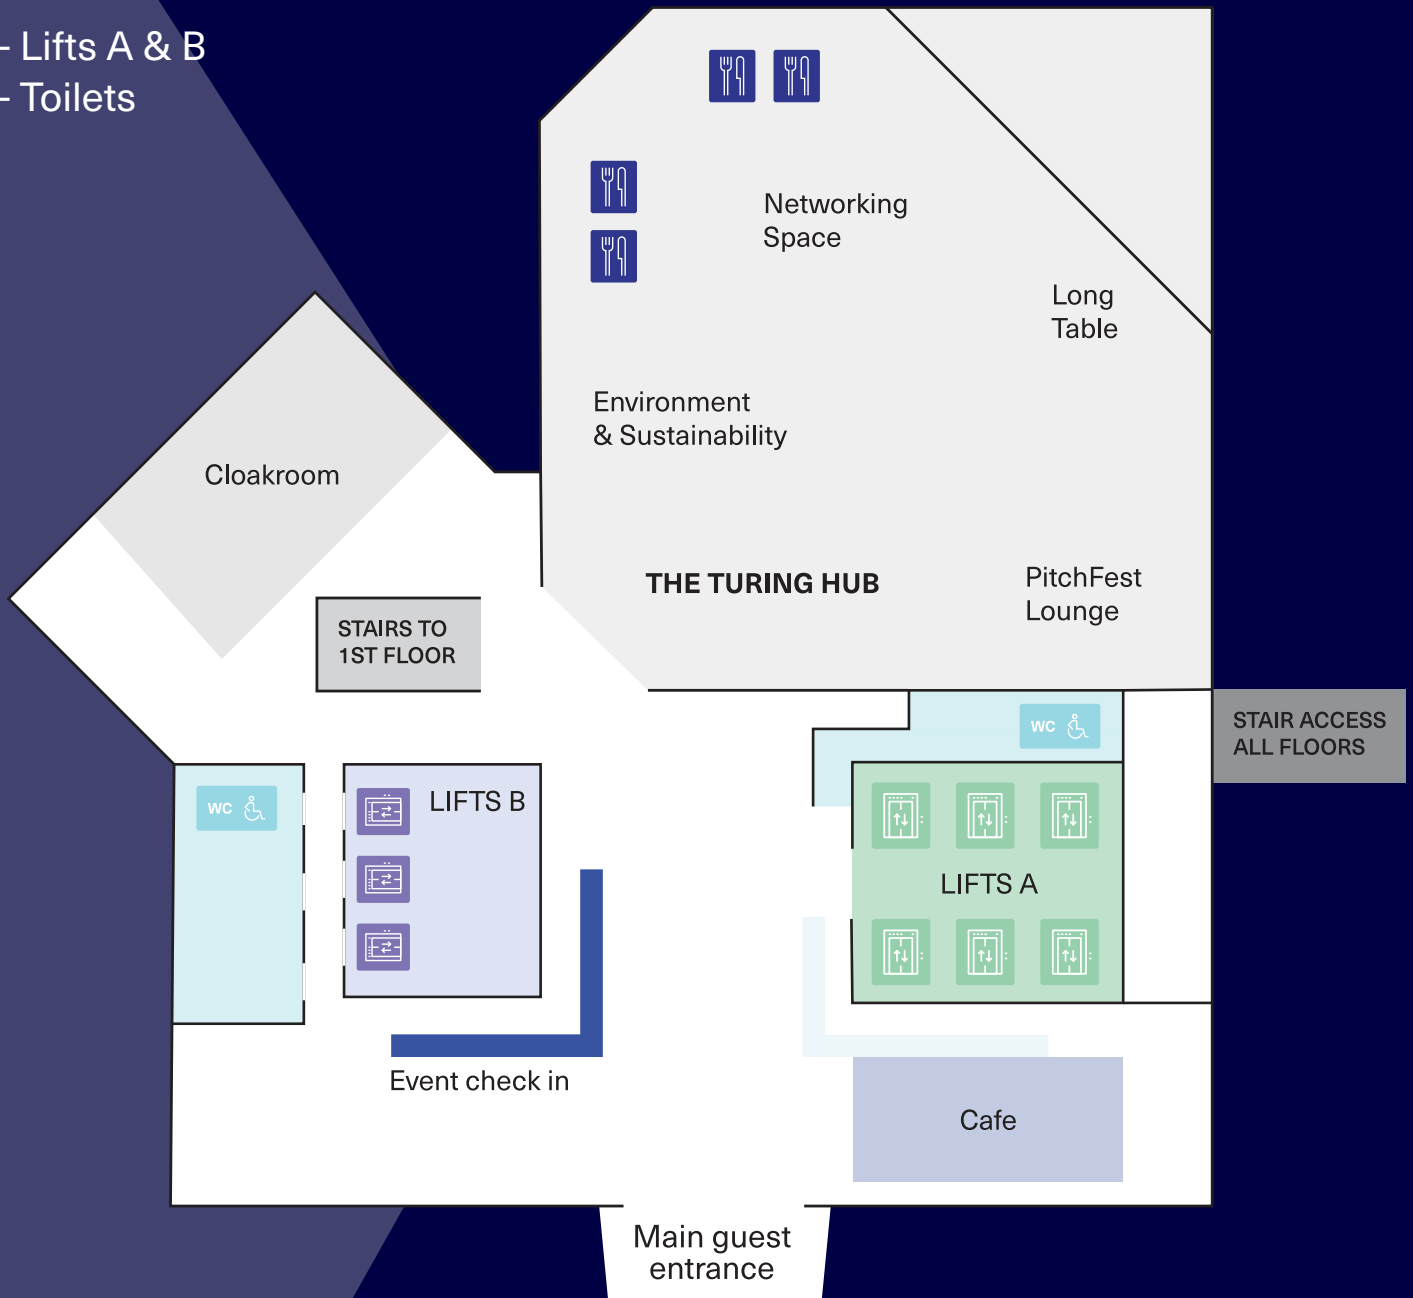 - Lifts A & B
- Toilets
Networking
Space
Long
Table
Environment
& Sustainability
Cloakroom
THE TURING HUB
PitchFest
Lounge
STAIRS TO
1ST FLOOR
WC
STAIR ACCESS
ALL FLOORS
WC
LIFTS B
LIFTS A
Event check in
Cafe
Main guest
entrance